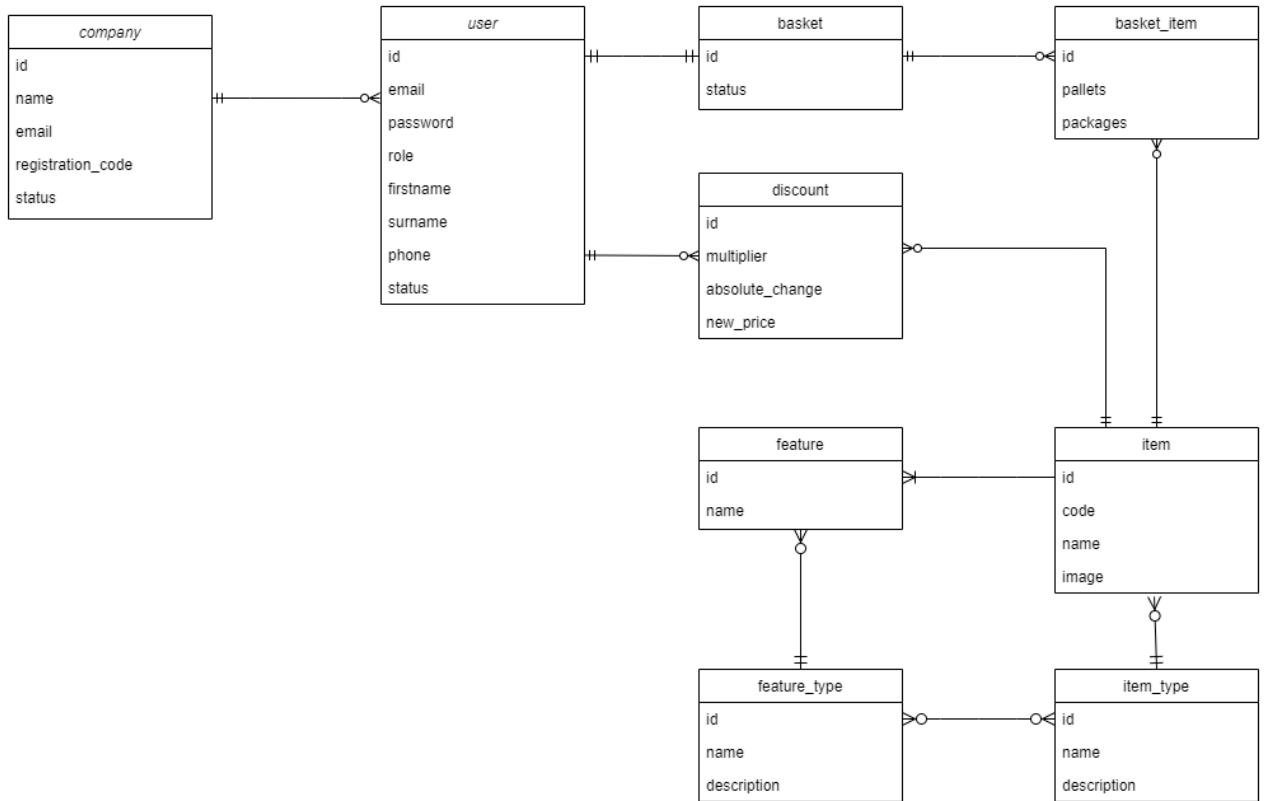 company
id
name
email
registration_code
status
user
id
email
password
role
firstname
surname
phone
status
basket
id
status
basket_item
id
pallets
packages
discount
id
multiplier
absolute_change
new_price
feature
id
name
item
id
code
name
image
feature_type
id
name
description
item_type
id
name
description